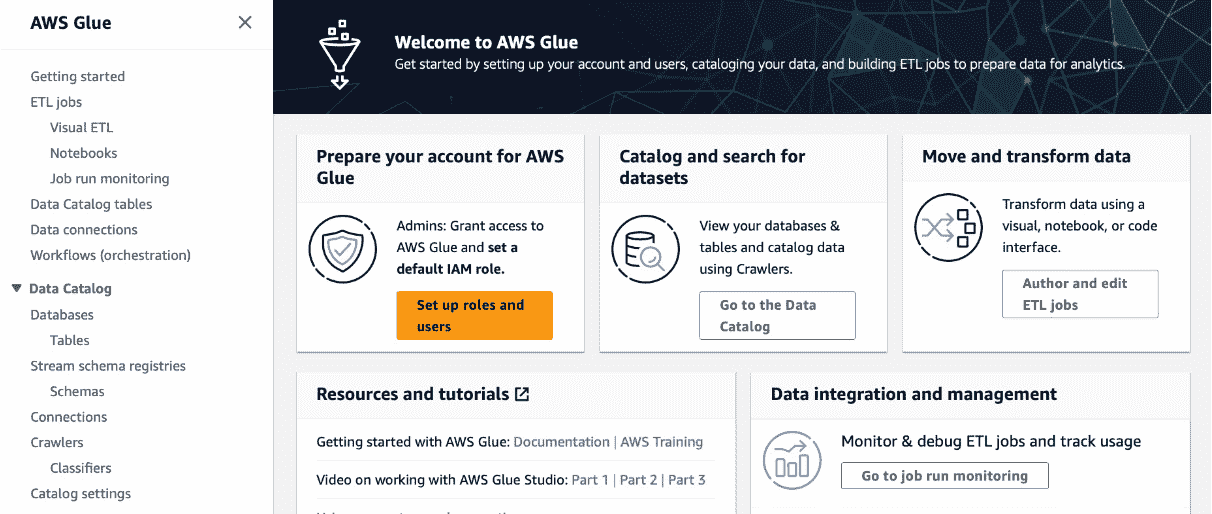 AWS Glue
Getting started
ETL jobs
Visual ETL
Notebooks
Job run monitoring
Data Catalog tables
Data connections
Workflows (orchestration)
Data Catalog
Databases
Tables
Stream schema registries
Schemas
Connections
Crawlers
Classifiers
Catalog settings
Welcome to AWS Glue
Get started by setting up your account and users, cataloging your data, and building ETL jobs to prepare data for analytics.
Prepare your account for AWS
Glue
Admins: Grant access to
AWS Glue and set a
default IAM role.
Set up roles and
users
Catalog and search for
datasets
View your databases &
tables and catalog data
using Crawlers.
Go to the Data
Catalog
Move and transform data
Transform data using a
visual, notebook, or code
interface.
Author and edit
ETL jobs
Resources and tutorials
Getting started with AWS Glue: Documentation | AWS Training
Video on working with AWS Glue Studio: Part 1 | Part 2 | Part 3
Data integration and management
Monitor & debug ETL jobs and track usage
Go to job run monitoring